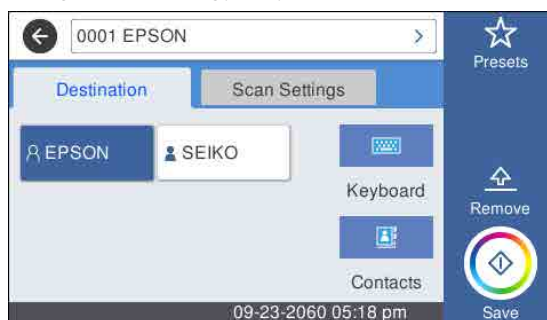 0001 EPSON
Presets
Destination
Scan Settings
EPSON
SEIKO
Keyboard
Remove
Contacts
09-23-2060 05:18 pm
Save